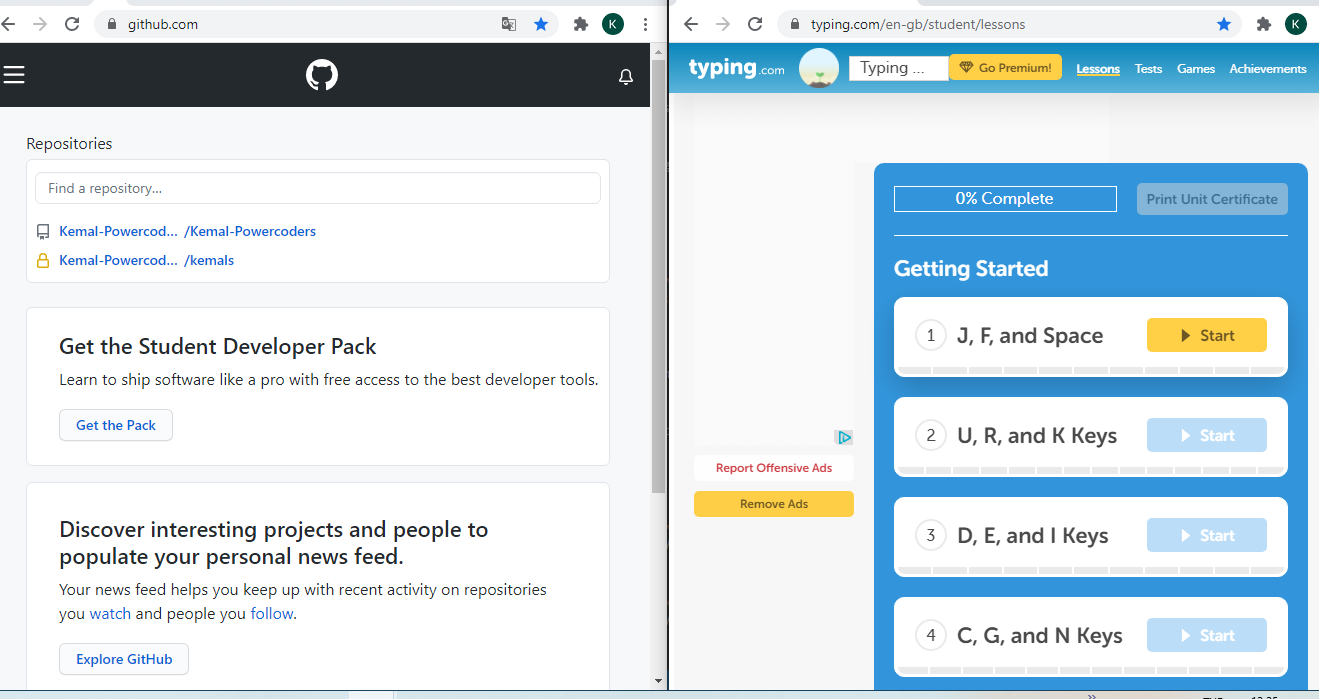 github.com
K
Repositories
Find a repository...
Kemal-Powercod... /Kemal-Powercoders
Kemal-Powercod... /kemals
Get the Student Developer Pack
Learn to ship software like a pro with free access to the best developer tools.
Get the Pack
Discover interesting projects and people to
populate your personal news feed.
Your news feed helps you keep up with recent activity on repositories
you watch and people you follow.
Explore GitHub
typing.com/en-gb/student/lessons
K
typing.com
Typing ...
Go Premium!
Lessons
Tests
Games
Achievements
Report Offensive Ads
Remove Ads
0% Complete
Print Unit Certificate
Getting Started
1 J, F, and Space Start
2 U, R, and K Keys Start
3 D, E, and I Keys Start
4 C, G, and N Keys Start